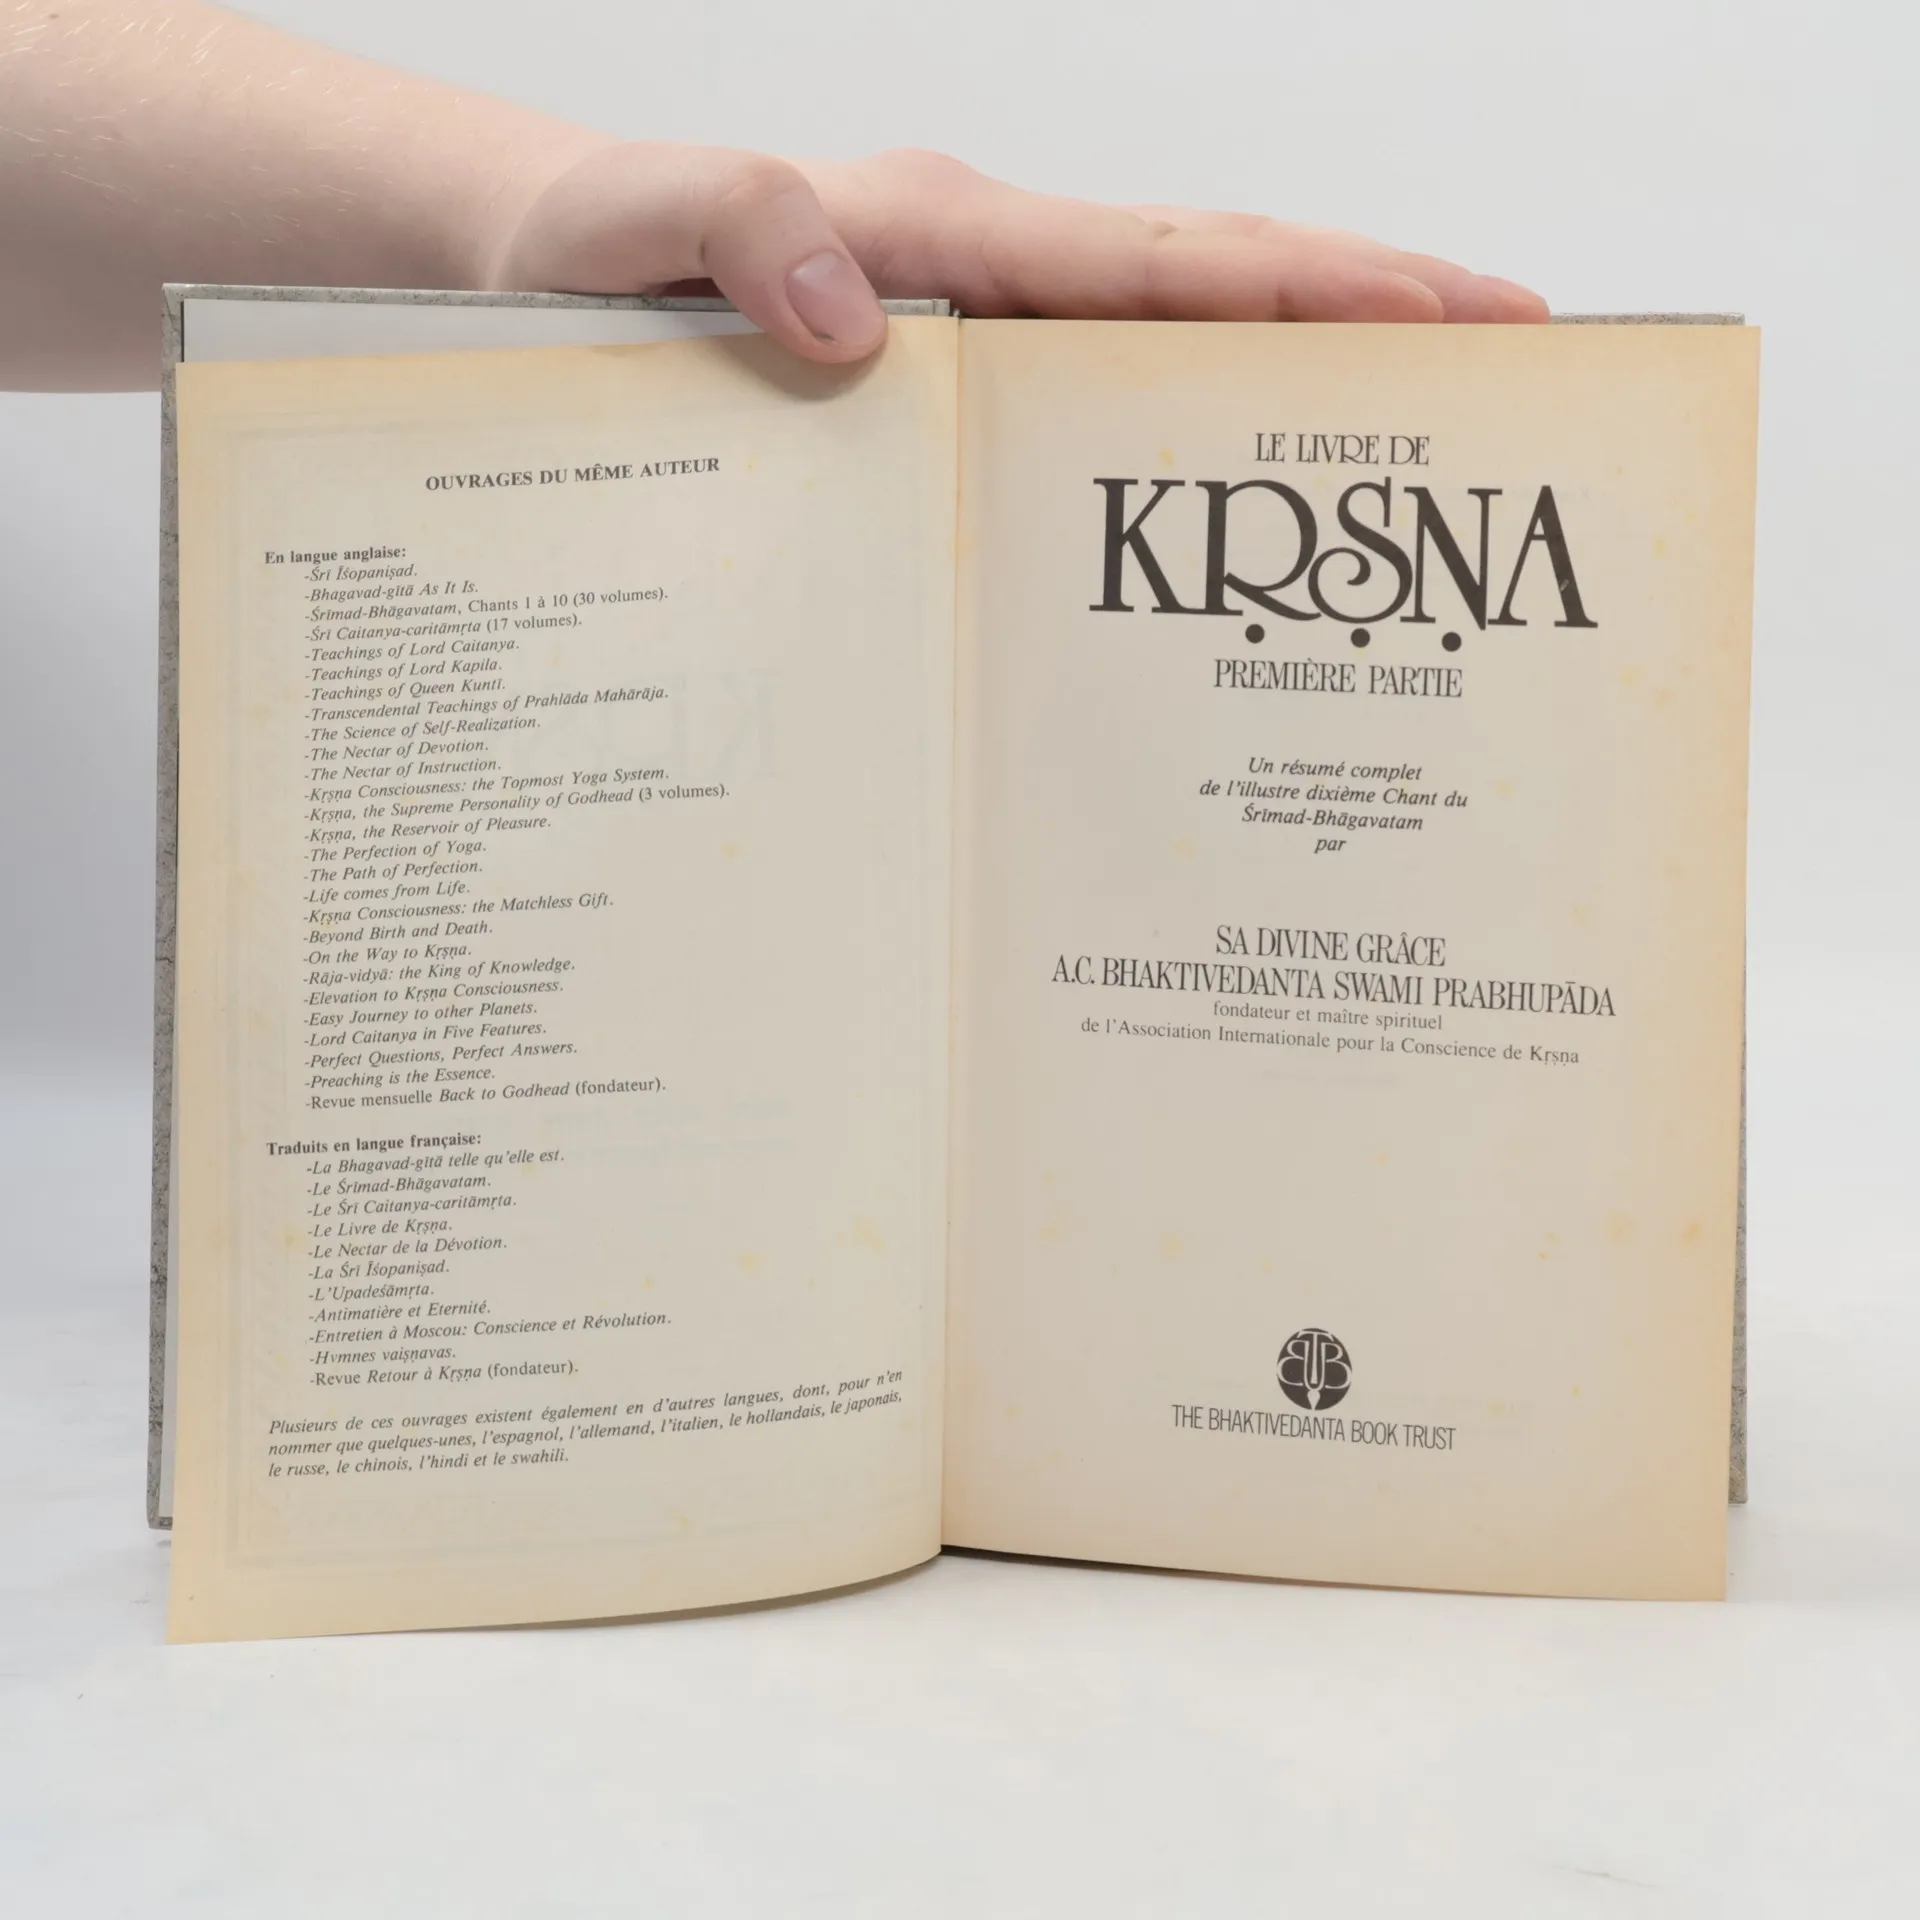 OUVRAGES DU MÊME AUTEUR
En langue anglaise:
-Śrī Īśopaniṣad.
-Bhagavad-gītā As It Is.
-Śrīmad-Bhāgavatam, Chants 1 à 10 (30 volumes).
-Śrī Caitanya-caritāmṛta (17 volumes).
-Teachings of Lord Caitanya.
-Teachings of Lord Kapila.
-Teachings of Queen Kuntī.
-Transcendental Teachings of Prahlāda Mahārāja.
-The Science of Self-Realization.
-The Nectar of Devotion.
-The Nectar of Instruction.
-Kṛṣṇa Consciousness: the Topmost Yoga System.
-Kṛṣṇa, the Supreme Personality of Godhead (3 volumes).
-Kṛṣṇa, the Reservoir of Pleasure.
-The Perfection of Yoga.
-The Path of Perfection.
-Life comes from Life.
-Kṛṣṇa Consciousness: the Matchless Gift.
-Beyond Birth and Death.
-On the Way to Kṛṣṇa.
-Rāja-vidyā: the King of Knowledge.
-Elevation to Kṛṣṇa Consciousness.
-Easy Journey to other Planets.
-Lord Caitanya in Five Features.
-Perfect Questions, Perfect Answers.
-Preaching is the Essence.
-Revue mensuelle Back to Godhead (fondateur).
Traduits en langue française:
-La Bhagavad-gītā telle qu'elle est.
-Le Śrīmad-Bhāgavatam.
-Le Śrī Caitanya-caritāmṛta.
-Le Livre de Kṛṣṇa.
-Le Nectar de la Dévotion.
-La Śrī Īśopaniṣad.
-L'Upadeśāmṛta.
-Antimatière et Eternité.
-Entretien à Moscou: Conscience et Révolution.
-Hymnes vaiṣṇavas.
-Revue Retour à Kṛṣṇa (fondateur).
Plusieurs de ces ouvrages existent également en d'autres langues, dont, pour n'en
nommer que quelques-unes, l'espagnol, l'allemand, l'italien, le hollandais, le japonais,
le russe, le chinois, l'hindi et le swahili.
LE LIVRE DE
KṚṢṆA
PREMIÈRE PARTIE
Un résumé complet
de l'illustre dixième Chant du
Śrīmad-Bhāgavatam
par
SA DIVINE GRÂCE
A.C. BHAKTIVEDANTA SWAMI PRABHUPĀDA
fondateur et maître spirituel
de l'Association Internationale pour la Conscience de Kṛṣṇa
BTB
THE BHAKTIVEDANTA BOOK TRUST